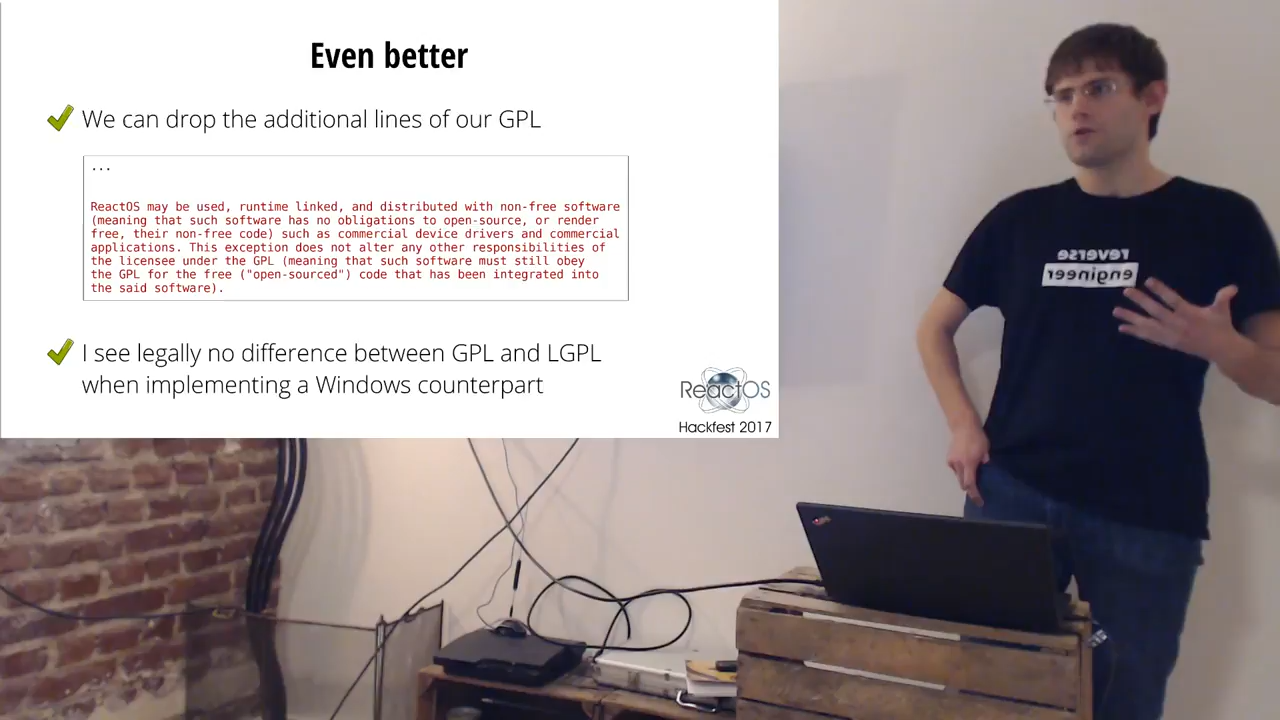 Even better
We can drop the additional lines of our GPL
...
ReactOS may be used, runtime linked, and distributed with non-free software
(meaning that such software has no obligations to open-source, or render
free, their non-free code) such as commercial device drivers and commercial
applications. This exception does not alter any other responsibilities of
the licensee under the GPL (meaning that such software must still obey
the GPL for the free ("open-sourced") code that has been integrated into
the said software).
I see legally no difference between GPL and LGPL
when implementing a Windows counterpart
ReactOS
Hackfest 2017
reverse
engineer